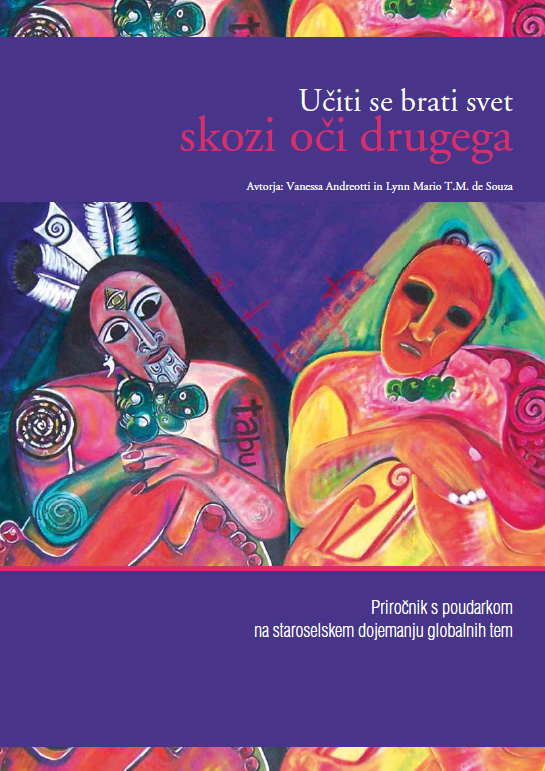 Učiti se brati svet
skozi oči drugega
Avtorja: Vanessa Andreotti in Lynn Mario T.M. de Souza
tabu
Priročnik s poudarkom
na staroselskem dojemanju globalnih tem